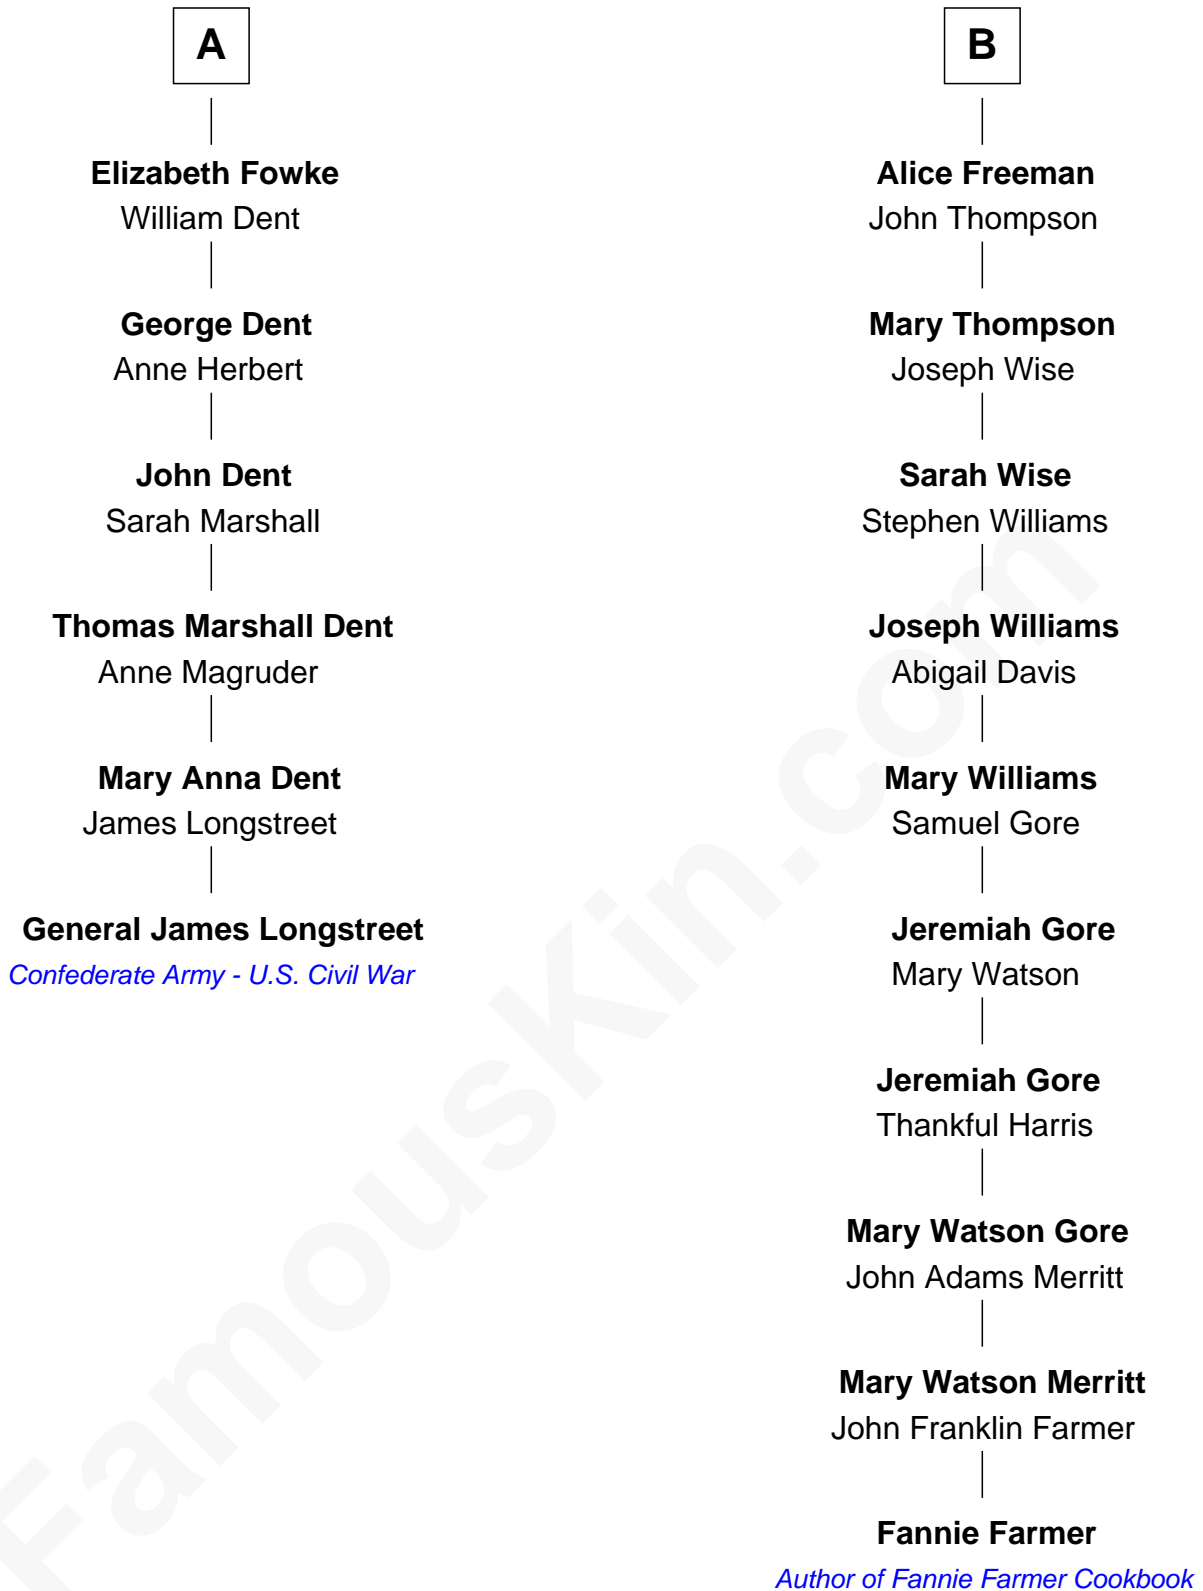 A
Elizabeth Fowke
William Dent
George Dent
Anne Herbert
John Dent
Sarah Marshall
Thomas Marshall Dent
Anne Magruder
Mary Anna Dent
James Longstreet
General James Longstreet
Confederate Army - U.S. Civil War
B
Alice Freeman
John Thompson
Mary Thompson
Joseph Wise
Sarah Wise
Stephen Williams
Joseph Williams
Abigail Davis
Mary Williams
Samuel Gore
Jeremiah Gore
Mary Watson
Jeremiah Gore
Thankful Harris
Mary Watson Gore
John Adams Merritt
Mary Watson Merritt
John Franklin Farmer
Fannie Farmer
Author of Fannie Farmer Cookbook
FamousKin.com